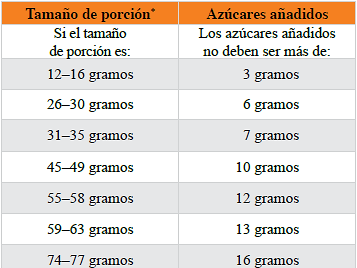 Tamaño de porción* Azúcares añadidos
Si el tamaño Los azúcares añadidos
de porción es: no deben ser más de:
12–16 gramos 3 gramos
26–30 gramos 6 gramos
31–35 gramos 7 gramos
45–49 gramos 10 gramos
55–58 gramos 12 gramos
59–63 gramos 13 gramos
74–77 gramos 16 gramos